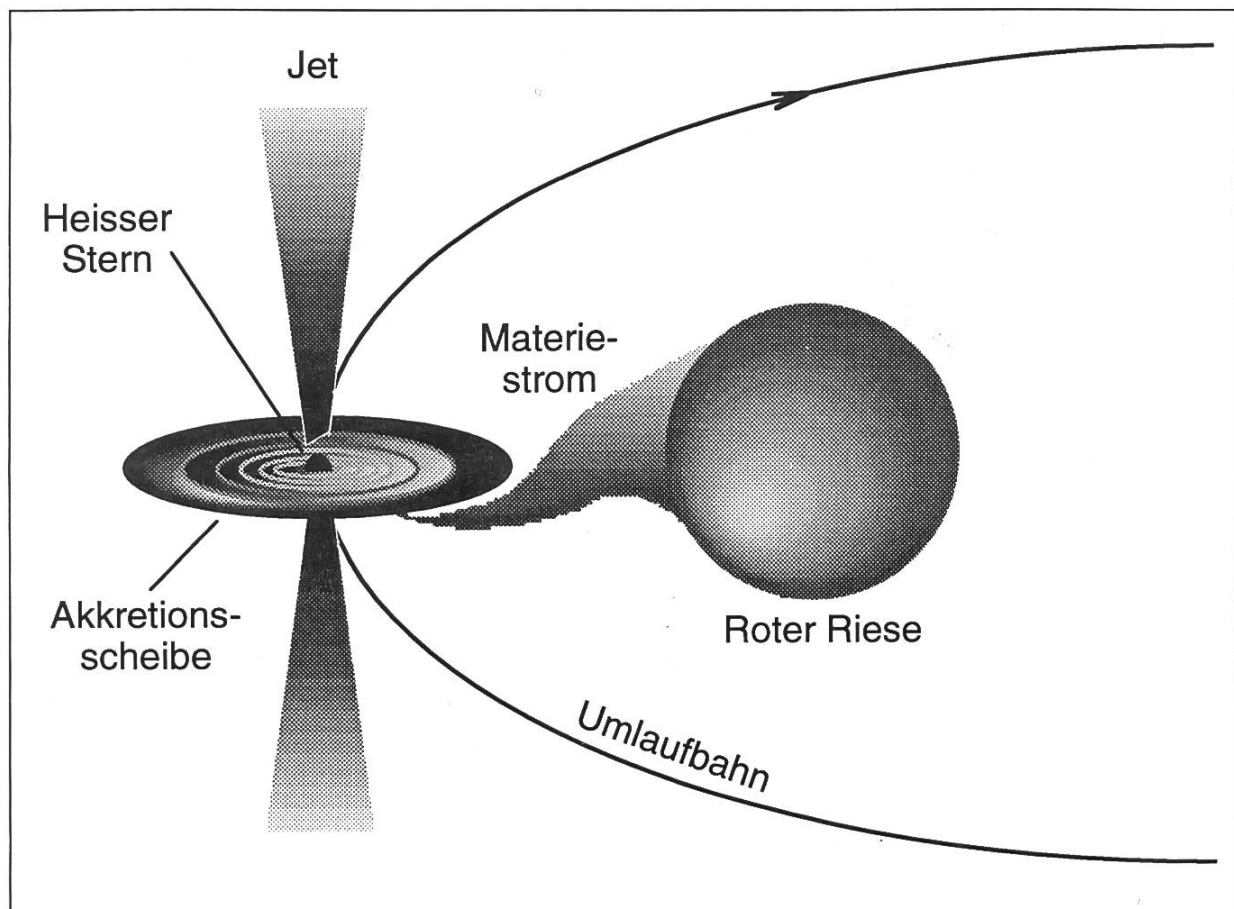 Jet
Heisser
Stern
Materie-
strom
Akkretions-
scheibe
Roter Riese
Umlaufbahn